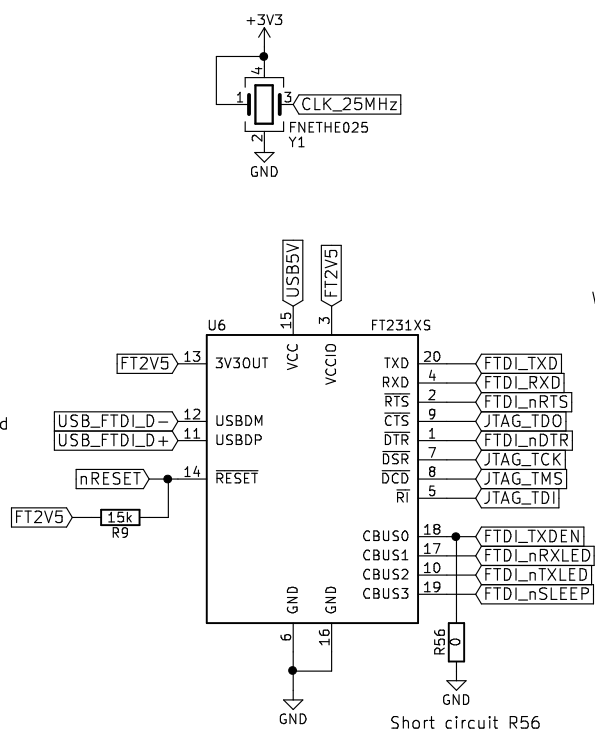 +3V3
4
1
3
CLK_25MHz
FNETHE025
2
Y1
GND
USB5V
FT2V5
15
3
U6
FT231XS
VCC
VCCIO
FT2V5
13
3V3OUT
TXD
20
FTDI_TXD
RXD
4
FTDI_RXD
RTS
2
FTDI_nRTS
d
USB_FTDI_D-
12
USBDM
CTS
9
JTAG_TDO
USB_FTDI_D+
11
USBDP
DTR
1
FTDI_nDTR
DSR
7
JTAG_TCK
nRESET
14
RESET
DCD
8
JTAG_TMS
RI
5
JTAG_TDI
FT2V5
15k
R9
CBUS0
18
FTDI_TXDEN
CBUS1
17
FTDI_nRXLED
CBUS2
10
FTDI_nTXLED
CBUS3
19
FTDI_nSLEEP
GND
GND
6
16
R56
0
GND
GND
Short circuit R56